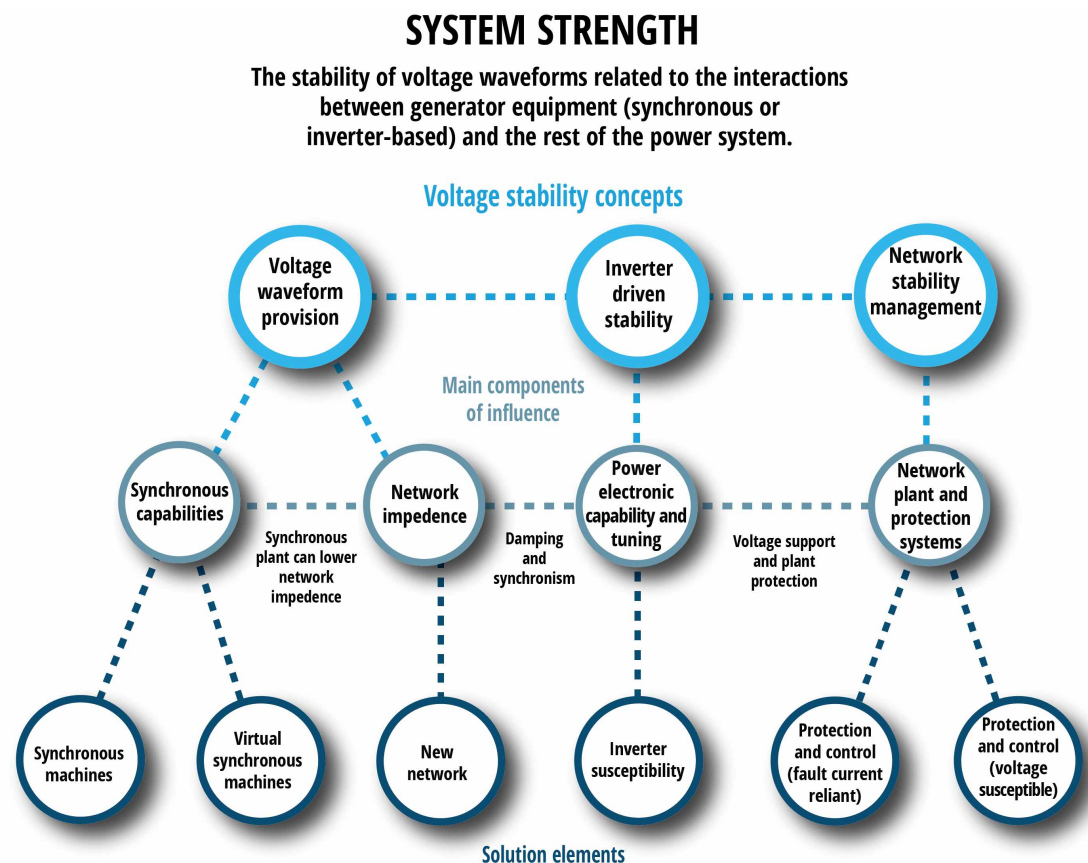 SYSTEM STRENGTH
The stability of voltage waveforms related to the interactions
between generator equipment (synchronous or
inverter-based) and the rest of the power system.
Voltage stability concepts
Voltage
waveform
provision
Inverter
driven
stability
Network
stability
management
Main components
of influence
Synchronous
capabilities
Network
impedence
Power
electronic
capability and
tuning
Network
plant and
protection
systems
Synchronous
plant can lower
network
impedence
Damping
and
synchronism
Voltage support
and plant
protection
Synchronous
machines
Virtual
synchronous
machines
New
network
Inverter
susceptibility
Protection
and control
(fault current
reliant)
Protection
and control
(voltage
susceptible)
Solution elements